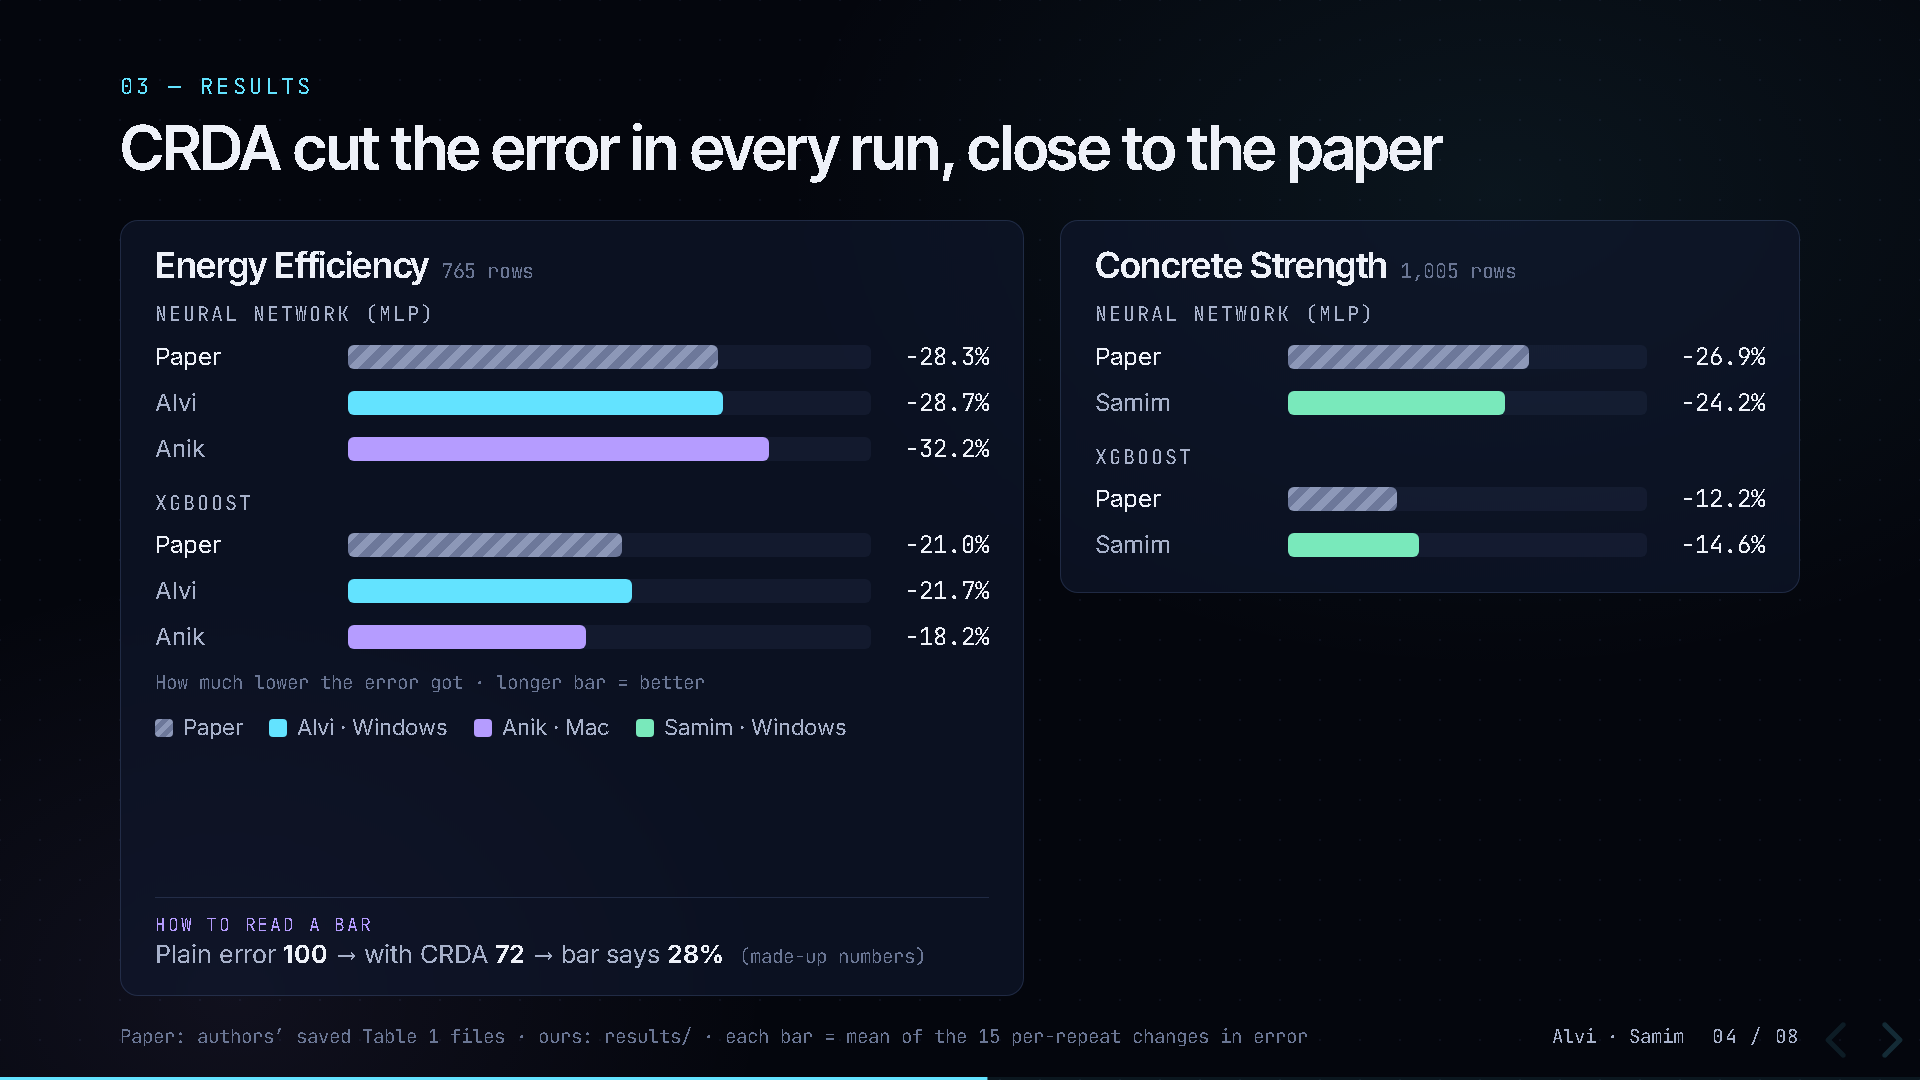 03 — RESULTS
CRDA cut the error in every run, close to the paper
Energy Efficiency 765 rows
NEURAL NETWORK (MLP)
Paper -28.3%
Alvi -28.7%
Anik -32.2%
XGBOOST
Paper -21.0%
Alvi -21.7%
Anik -18.2%
How much lower the error got · longer bar = better
Paper Alvi · Windows Anik · Mac Samim · Windows
HOW TO READ A BAR
Plain error 100 → with CRDA 72 → bar says 28% (made-up numbers)
Concrete Strength 1,005 rows
NEURAL NETWORK (MLP)
Paper -26.9%
Samim -24.2%
XGBOOST
Paper -12.2%
Samim -14.6%
Paper: authors’ saved Table 1 files · ours: results/ · each bar = mean of the 15 per-repeat changes in error
Alvi · Samim 04 / 08